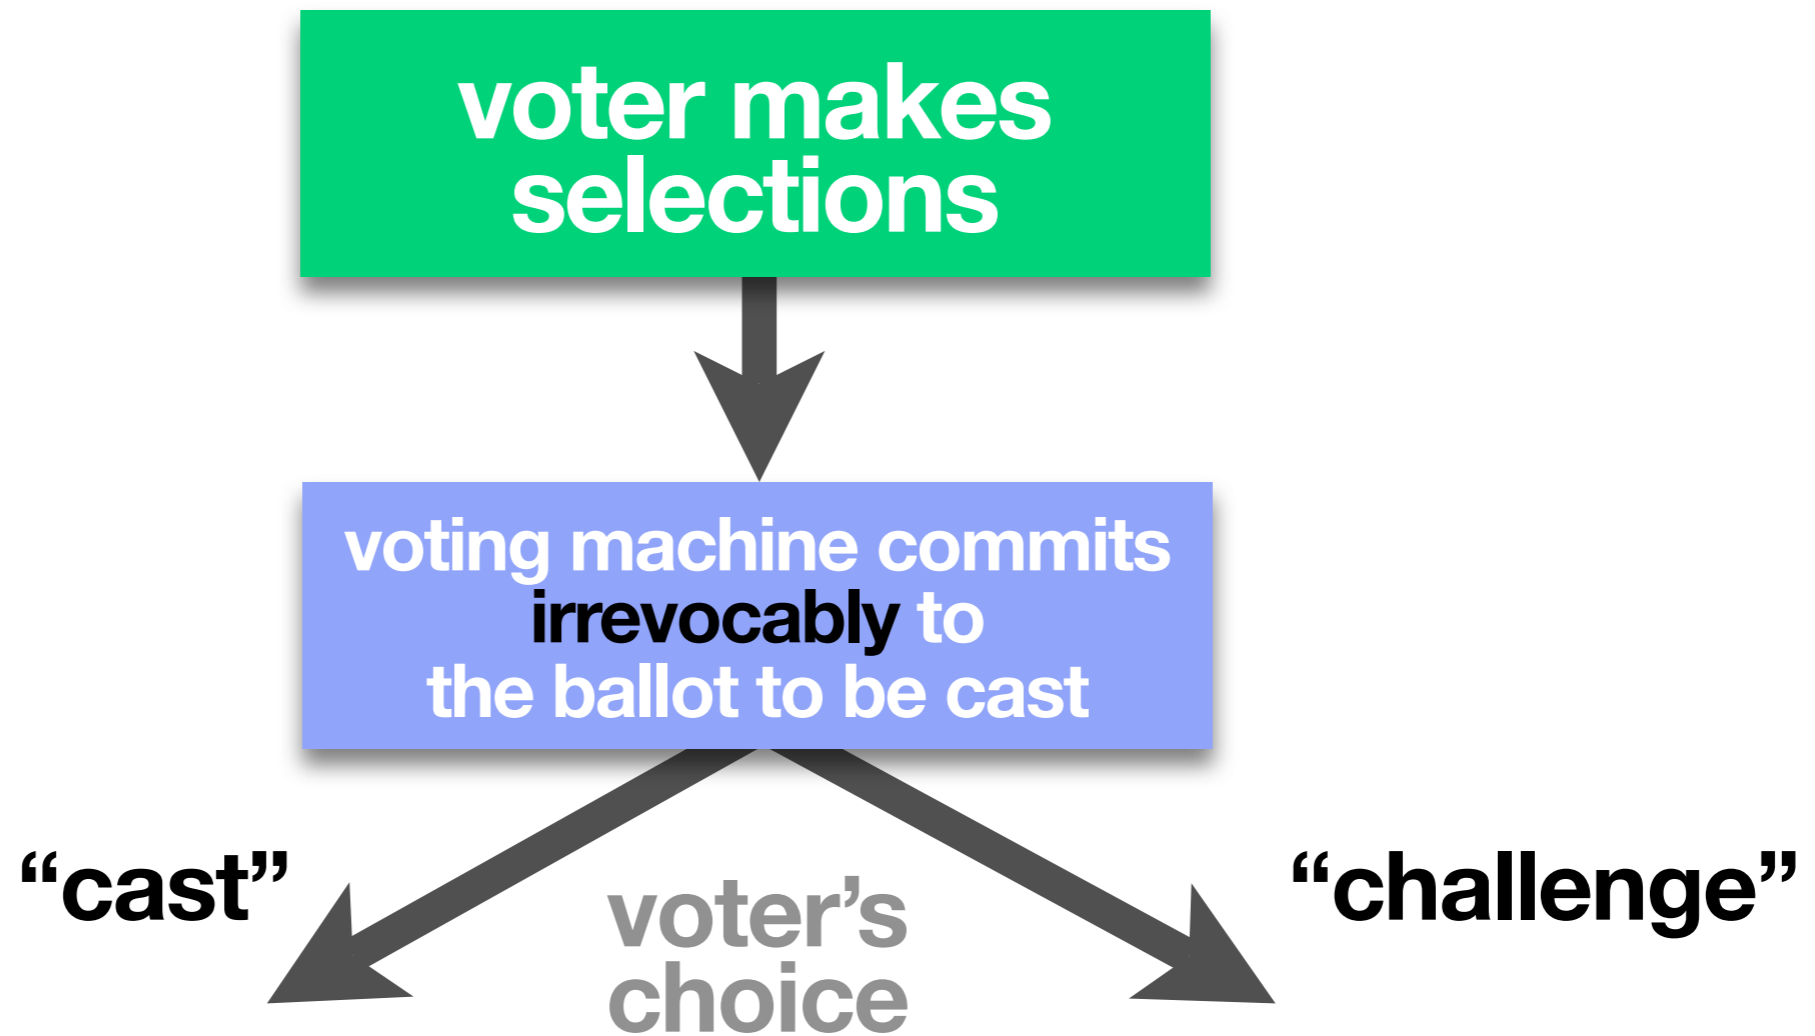 voter makes
selections
voting machine commits
irrevocably to
the ballot to be cast
“cast”
“challenge”
voter’s
choice